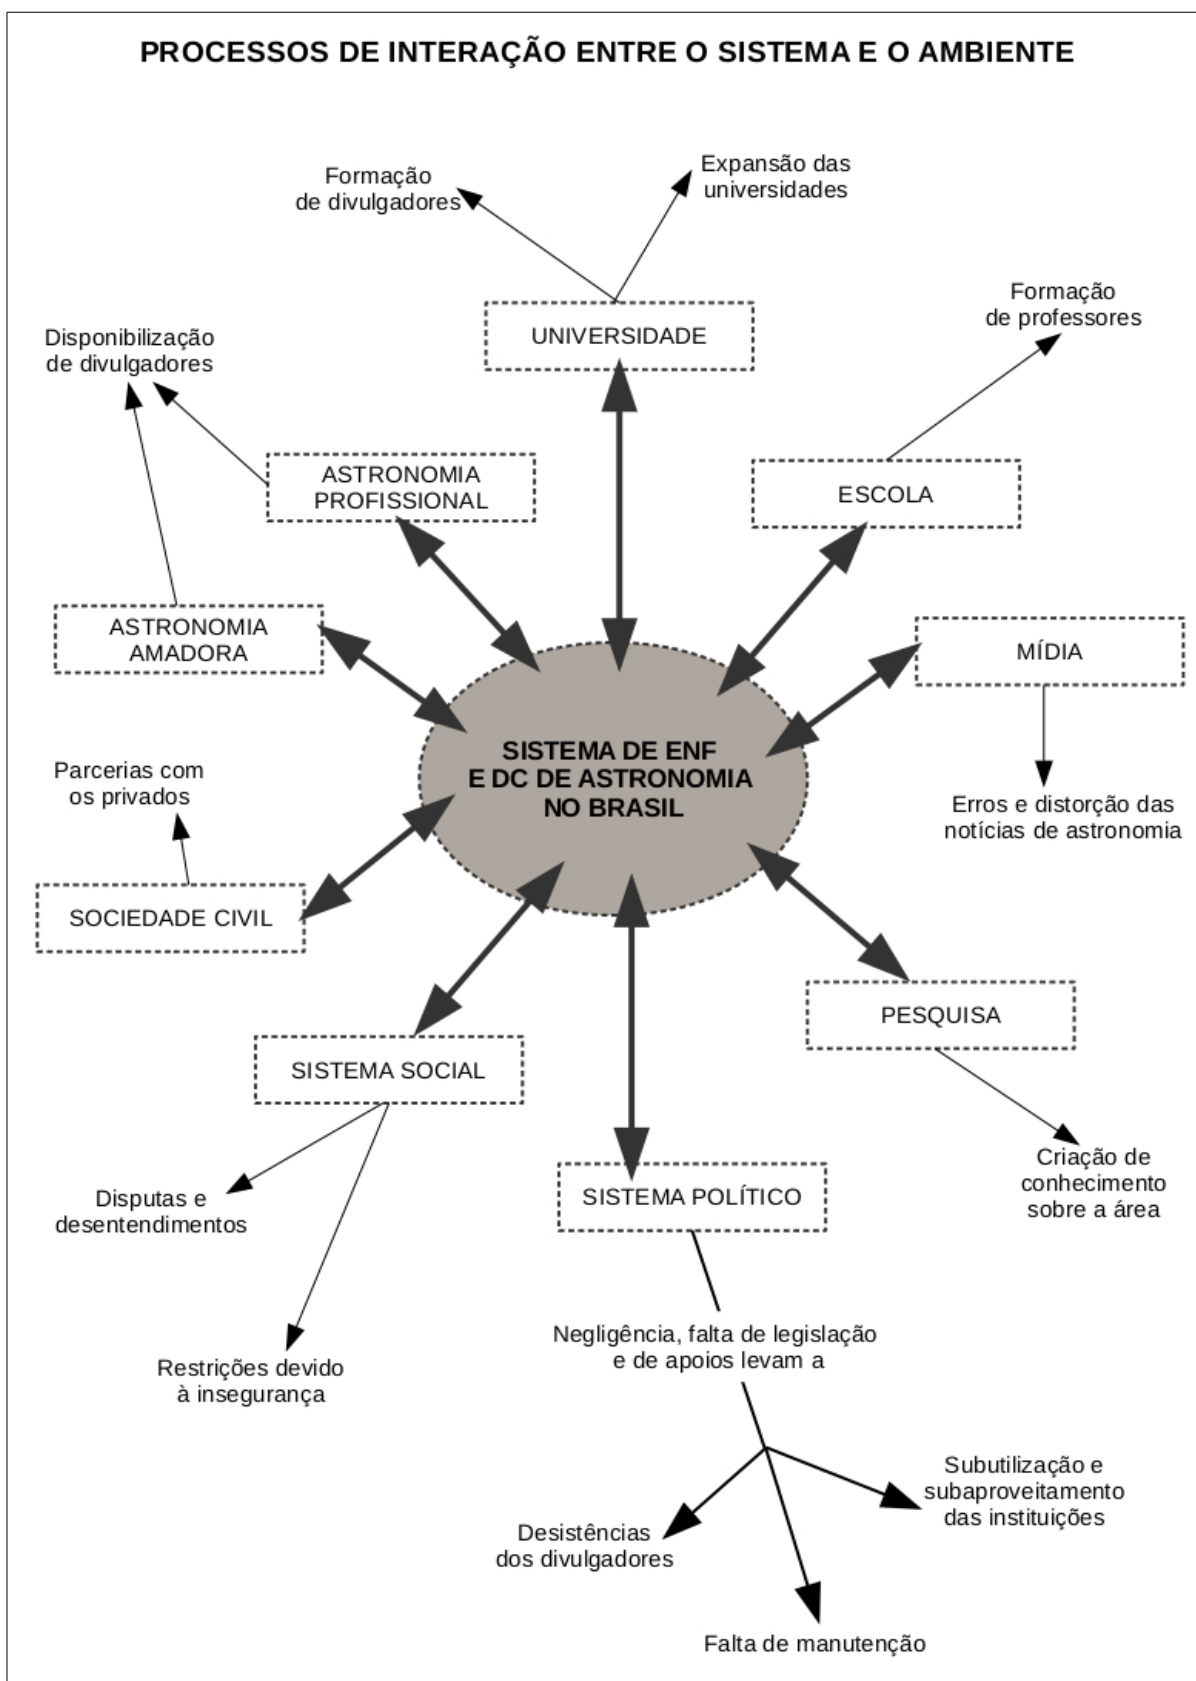 PROCESSOS DE INTERAÇÃO ENTRE O SISTEMA E O AMBIENTE
Formação
de divulgadores
Expansão das
universidades
Formação
de professores
Disponibilização
de divulgadores
UNIVERSIDADE
ASTRONOMIA
PROFISSIONAL
ESCOLA
ASTRONOMIA
AMADORA
MÍDIA
SISTEMA DE ENF
E DC DE ASTRONOMIA
NO BRASIL
Parcerias com
os privados
Erros e distorção das
notícias de astronomia
SOCIEDADE CIVIL
PESQUISA
SISTEMA SOCIAL
Criação de
conhecimento
sobre a área
SISTEMA POLÍTICO
Disputas e
desentendimentos
Negligência, falta de legislação
e de apoios levam a
Restrições devido
à insegurança
Subutilização e
subaproveitamento
das instituições
Desistências
dos divulgadores
Falta de manutenção